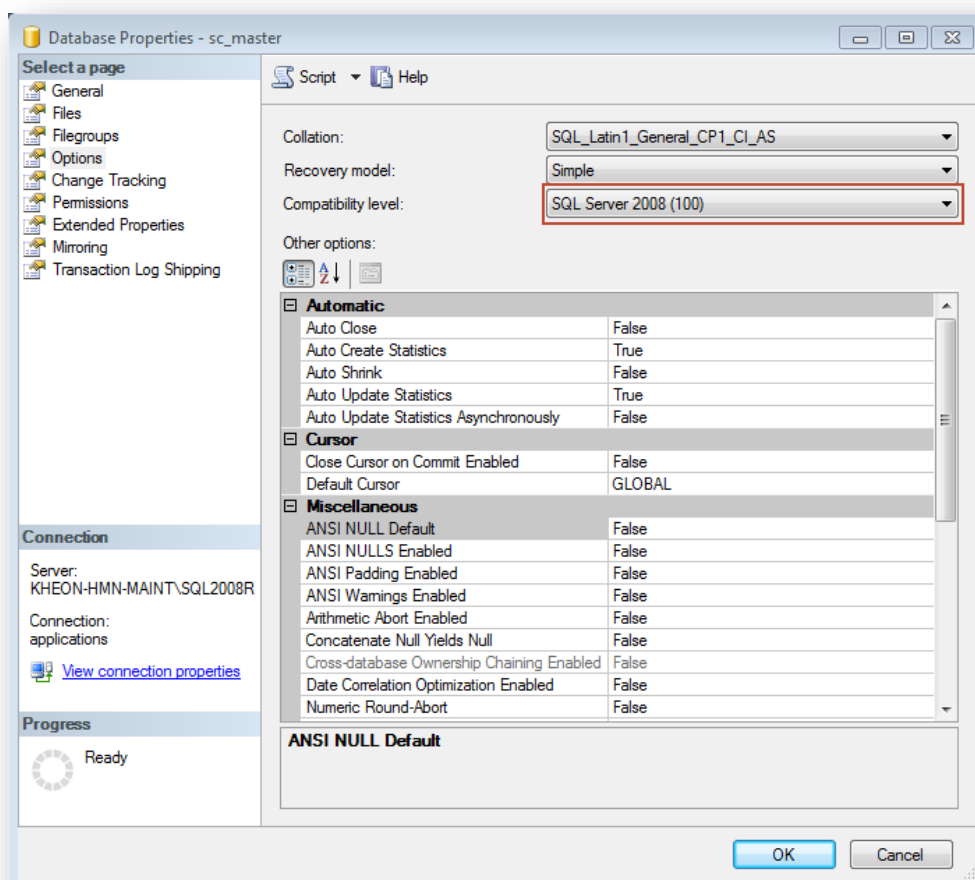 Database Properties - sc_master
Select a page
General
Files
Filegroups
Options
Change Tracking
Permissions
Extended Properties
Mirroring
Transaction Log Shipping
Connection
Server:
KHEON-HMN-MAINT\SQL2008R
Connection:
applications
View connection properties
Progress
Ready
Script Help
Collation: SQL_Latin1_General_CP1_CI_AS
Recovery model: Simple
Compatibility level: SQL Server 2008 (100)
Other options:
Automatic
Auto Close False
Auto Create Statistics True
Auto Shrink False
Auto Update Statistics True
Auto Update Statistics Asynchronously False
Cursor
Close Cursor on Commit Enabled False
Default Cursor GLOBAL
Miscellaneous
ANSI NULL Default False
ANSI NULLS Enabled False
ANSI Padding Enabled False
ANSI Warnings Enabled False
Arithmetic Abort Enabled False
Concatenate Null Yields Null False
Cross-database Ownership Chaining Enabled False
Date Correlation Optimization Enabled False
Numeric Round-Abort False
ANSI NULL Default
OK Cancel